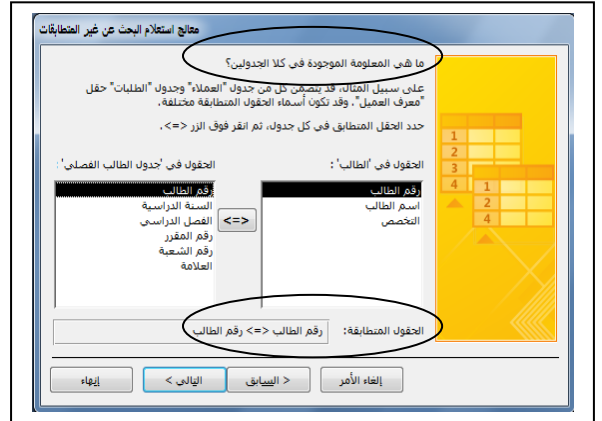 معالج استعلام البحث عن غير المتطابقات
ما هي المعلومة الموجودة في كلا الجدولين؟
على سبيل المثال، قد يتضمن كل من جدول "العملاء" وجدول "الطلبات" حقل
"معرف العميل". وقد تكون أسماء الحقول المتطابقة مختلفة.
حدد الحقل المتطابق في كل جدول، ثم انقر فوق الزر <=>.
الحقول في 'الطالب' :
رقم الطالب
اسم الطالب
التخصص
<=>
الحقول في 'جدول الطالب الفصلي' :
رقم الطالب
السنة الدراسية
الفصل الدراسي
رقم المقرر
رقم الشعبة
العلامة
1
2
3
4
1
2
4
الحقول المتطابقة: رقم الطالب <=> رقم الطالب
إلغاء الأمر < السابق التالي > إنهاء